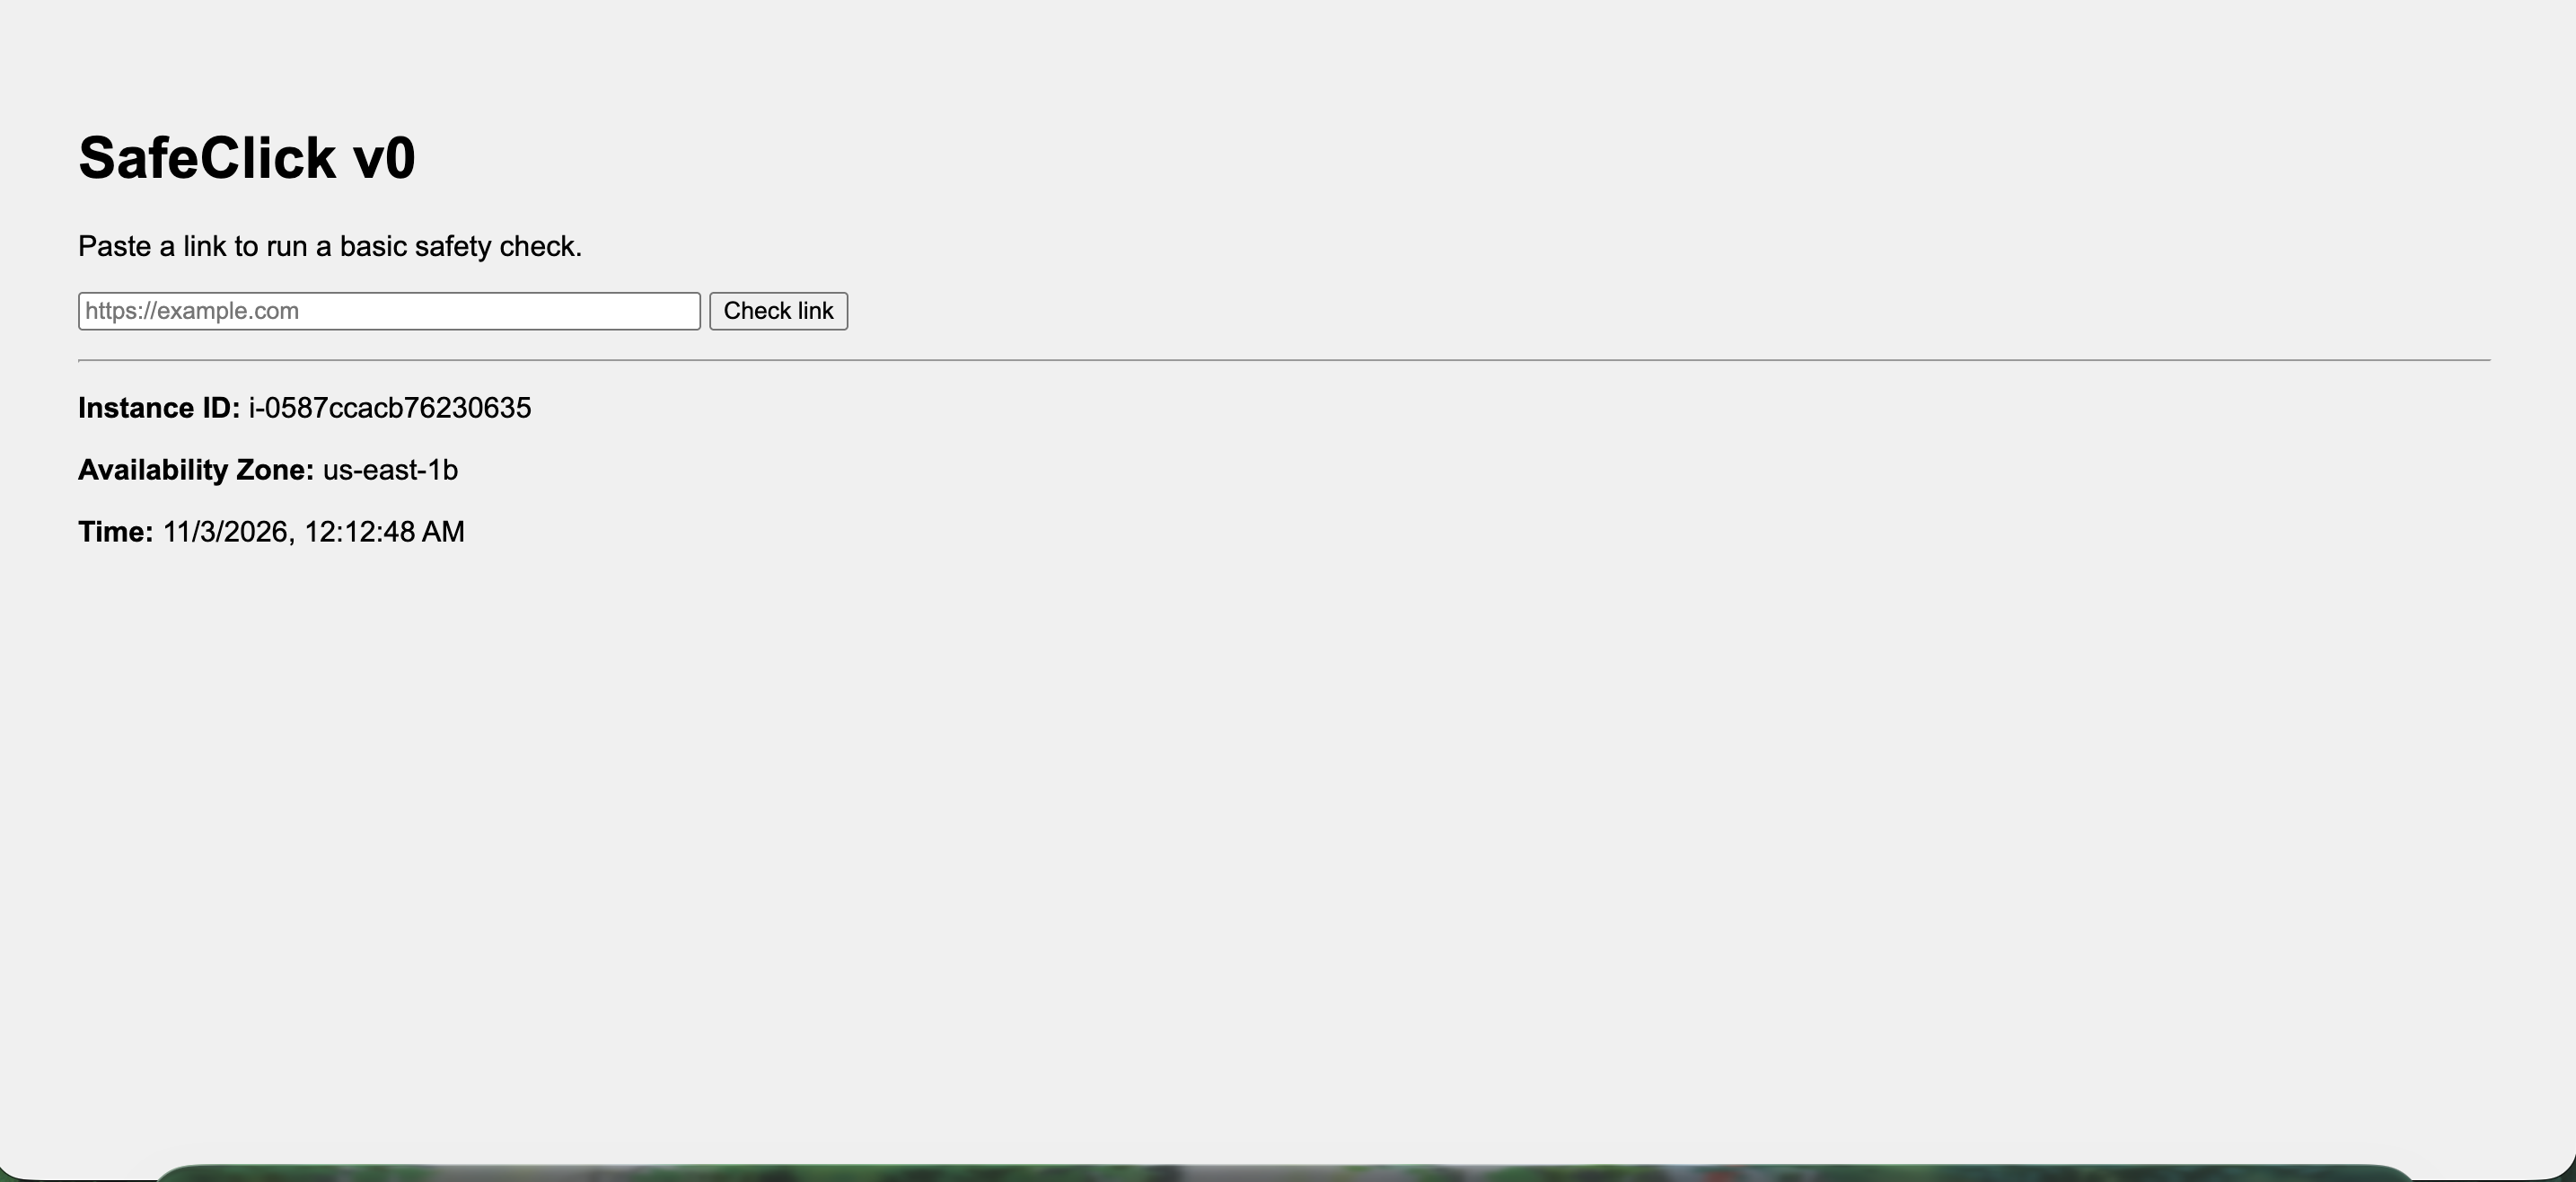 SafeClick v0
Paste a link to run a basic safety check.
https://example.com Check link
Instance ID: i-0587ccacb76230635
Availability Zone: us-east-1b
Time: 11/3/2026, 12:12:48 AM